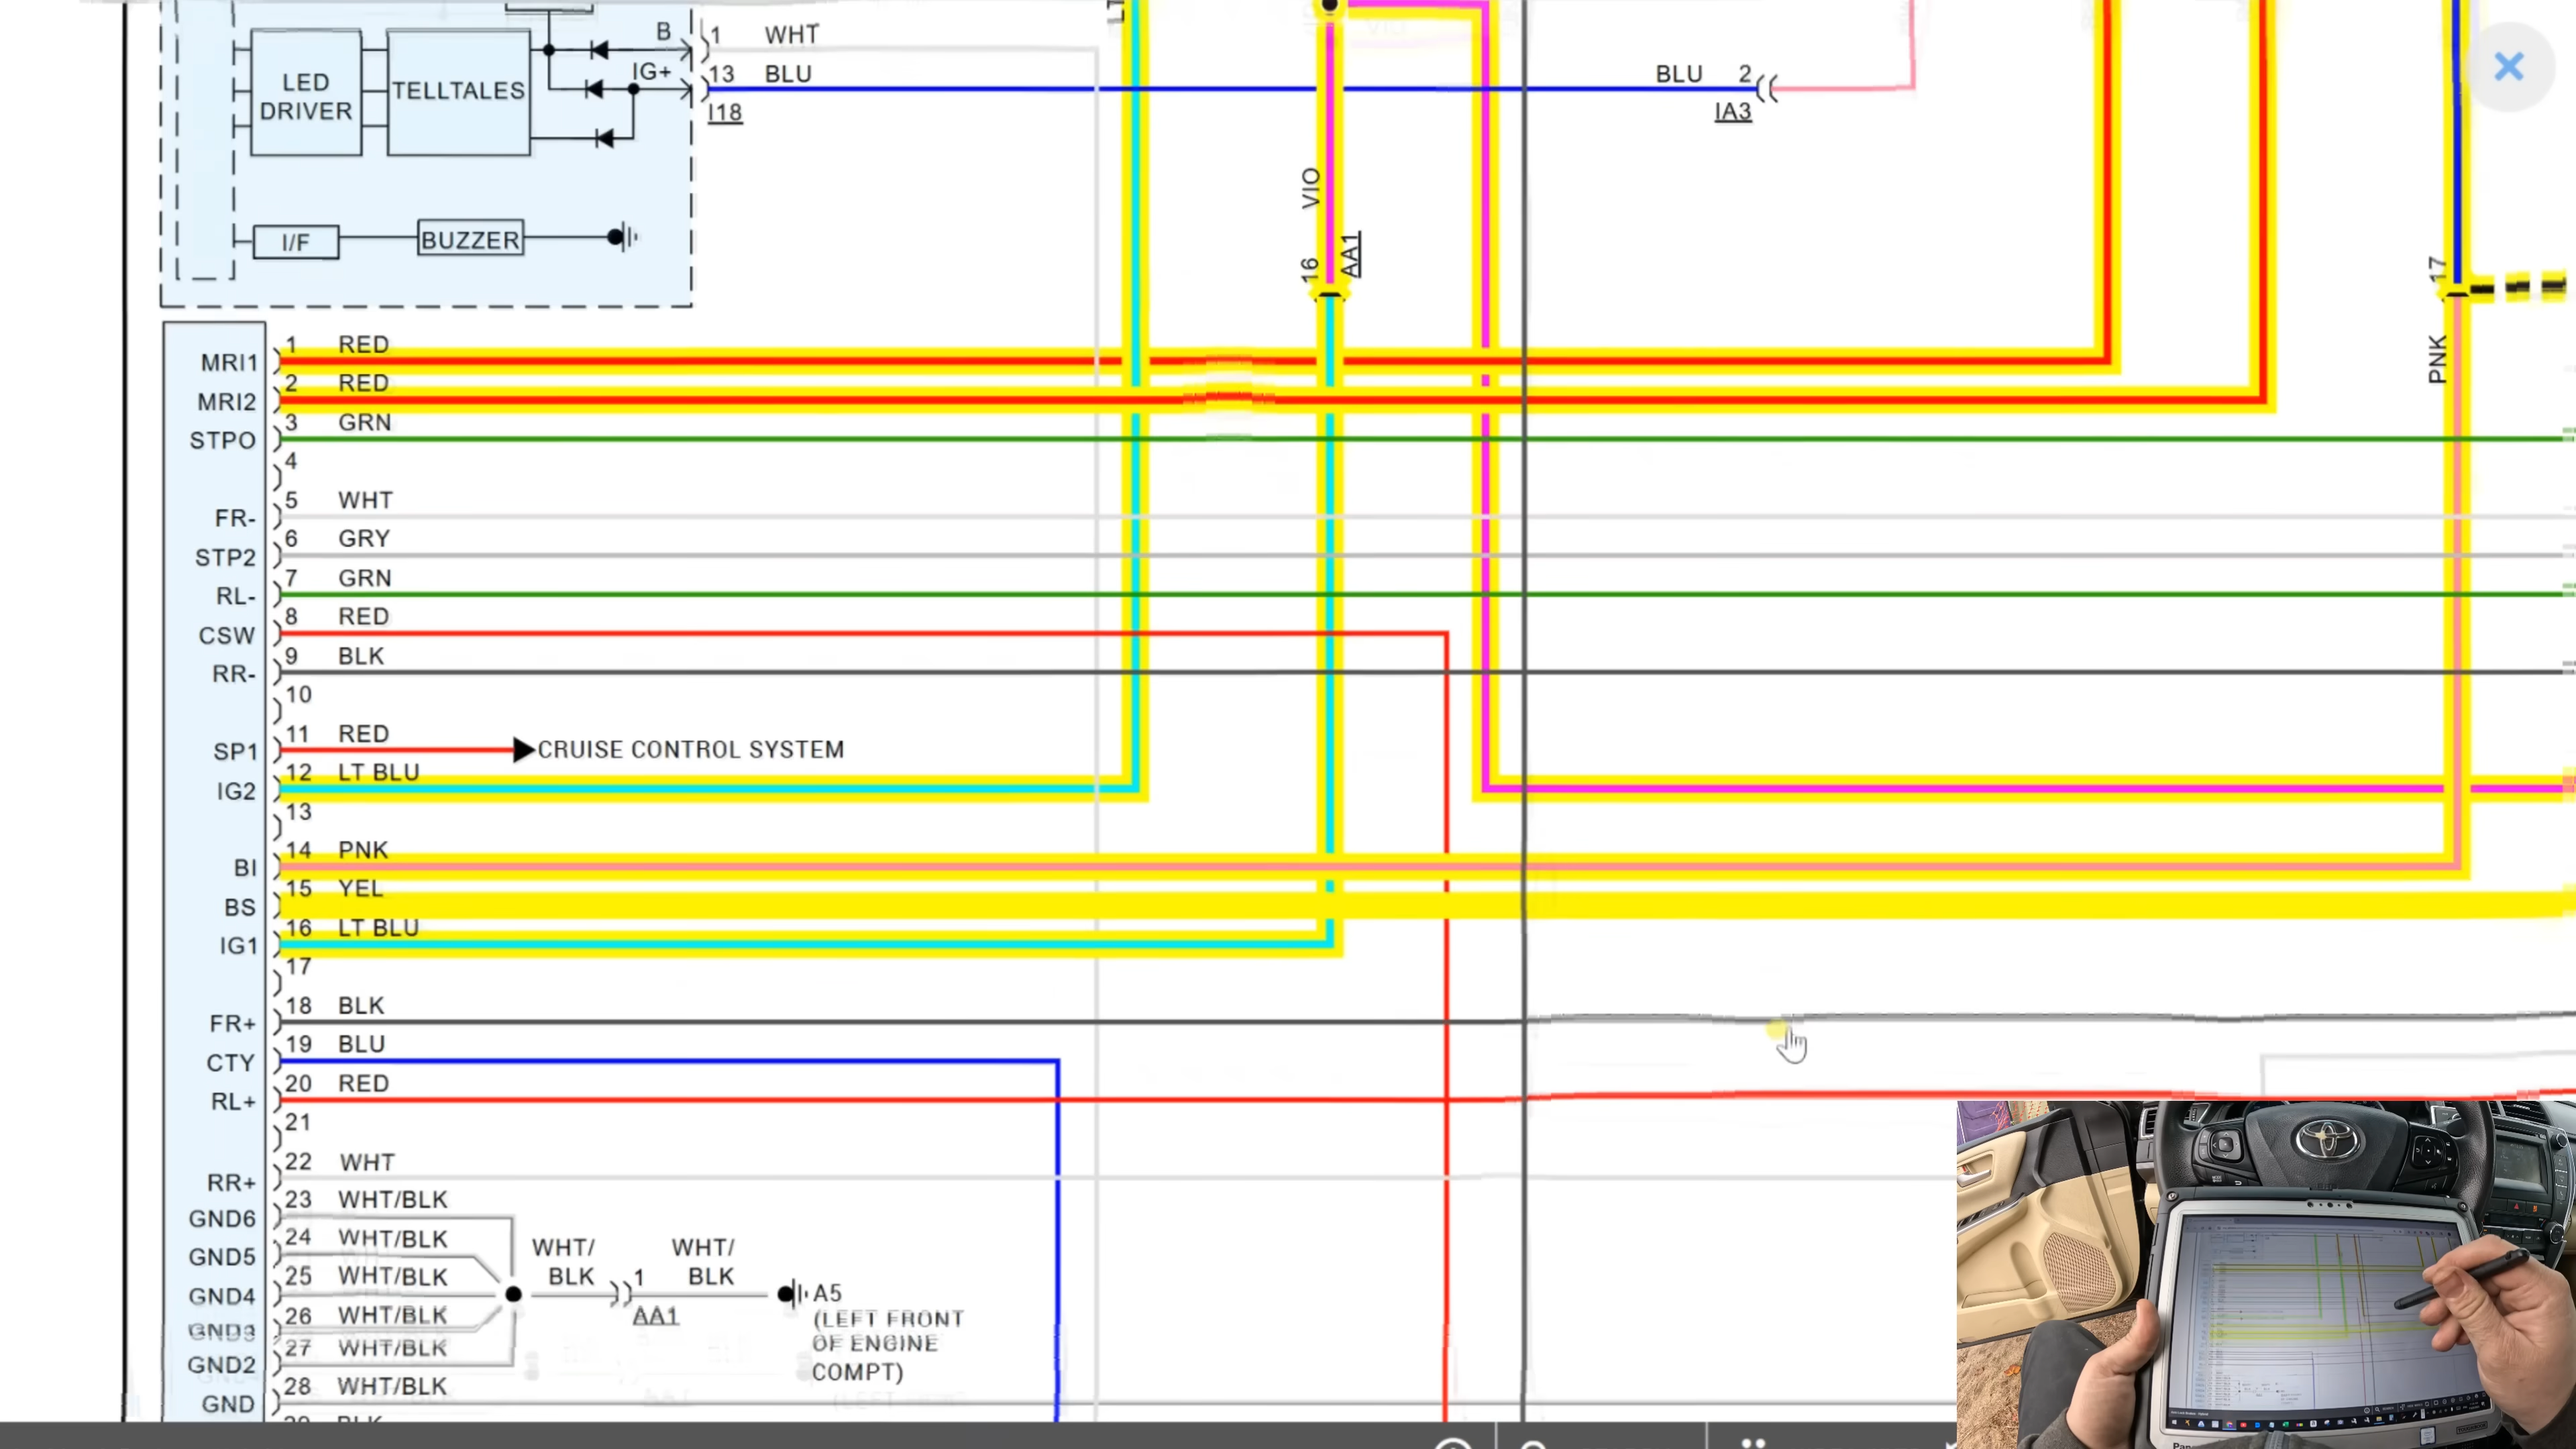 B 1 WHT
IG+ 13 BLU
I18
LED
DRIVER
TELLTALES
I/F
BUZZER
BLU 2
IA3
VIO
16
AA1
17
PNK
MRI1 1 RED
MRI2 2 RED
STPO 3 GRN
4
FR- 5 WHT
STP2 6 GRY
RL- 7 GRN
CSW 8 RED
RR- 9 BLK
10
SP1 11 RED
CRUISE CONTROL SYSTEM
IG2 12 LT BLU
13
BI 14 PNK
BS 15 YEL
IG1 16 LT BLU
17
FR+ 18 BLK
CTY 19 BLU
RL+ 20 RED
21
RR+ 22 WHT
GND6 23 WHT/BLK
GND5 24 WHT/BLK
GND4 25 WHT/BLK
26 WHT/BLK
GND2 27 WHT/BLK
GND 28 WHT/BLK
WHT/
BLK
1
AA1
WHT/
BLK
A5
(LEFT FRONT
OF ENGINE
COMPT)